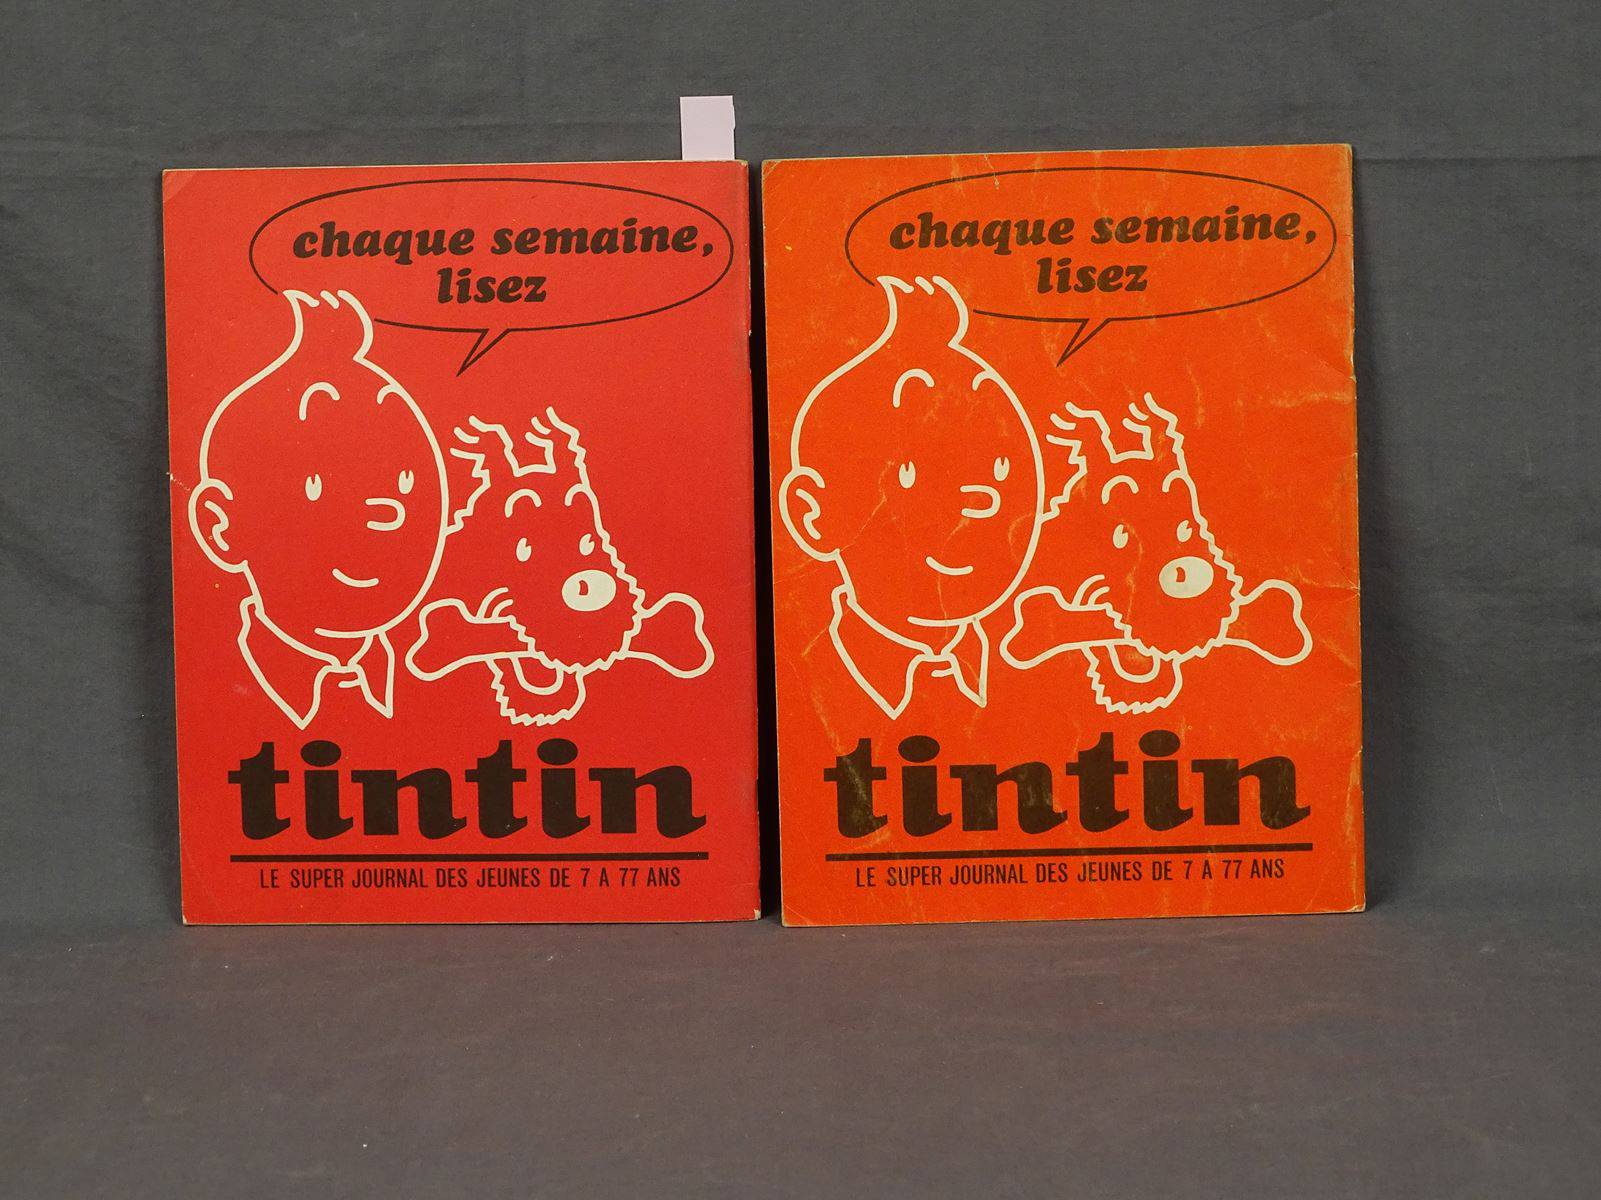 chaque semaine,
lisez
tintin
LE SUPER JOURNAL DES JEUNES DE 7 A 77 ANS
chaque semaine,
lisez
tintin
LE SUPER JOURNAL DES JEUNES DE 7 A 77 ANS